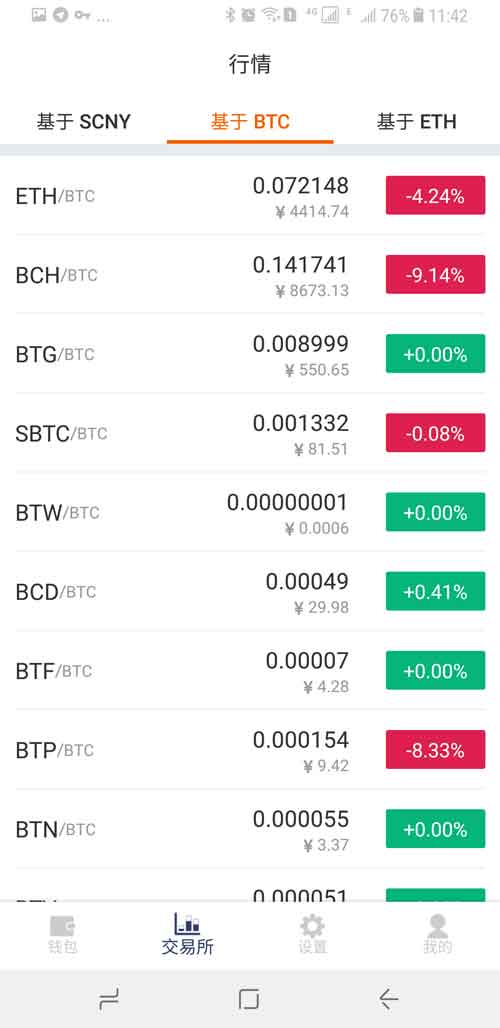 ... 4G E 76% 11:42
行情
基于 SCNY 基于 BTC 基于 ETH
ETH/BTC 0.072148 -4.24%
¥ 4414.74
BCH/BTC 0.141741 -9.14%
¥ 8673.13
BTG/BTC 0.008999 +0.00%
¥ 550.65
SBTC/BTC 0.001332 -0.08%
¥ 81.51
BTW/BTC 0.00000001 +0.00%
¥ 0.0006
BCD/BTC 0.00049 +0.41%
¥ 29.98
BTF/BTC 0.00007 +0.00%
¥ 4.28
BTP/BTC 0.000154 -8.33%
¥ 9.42
BTN/BTC 0.000055 +0.00%
¥ 3.37
0.000051
钱包 交易所 设置 我的